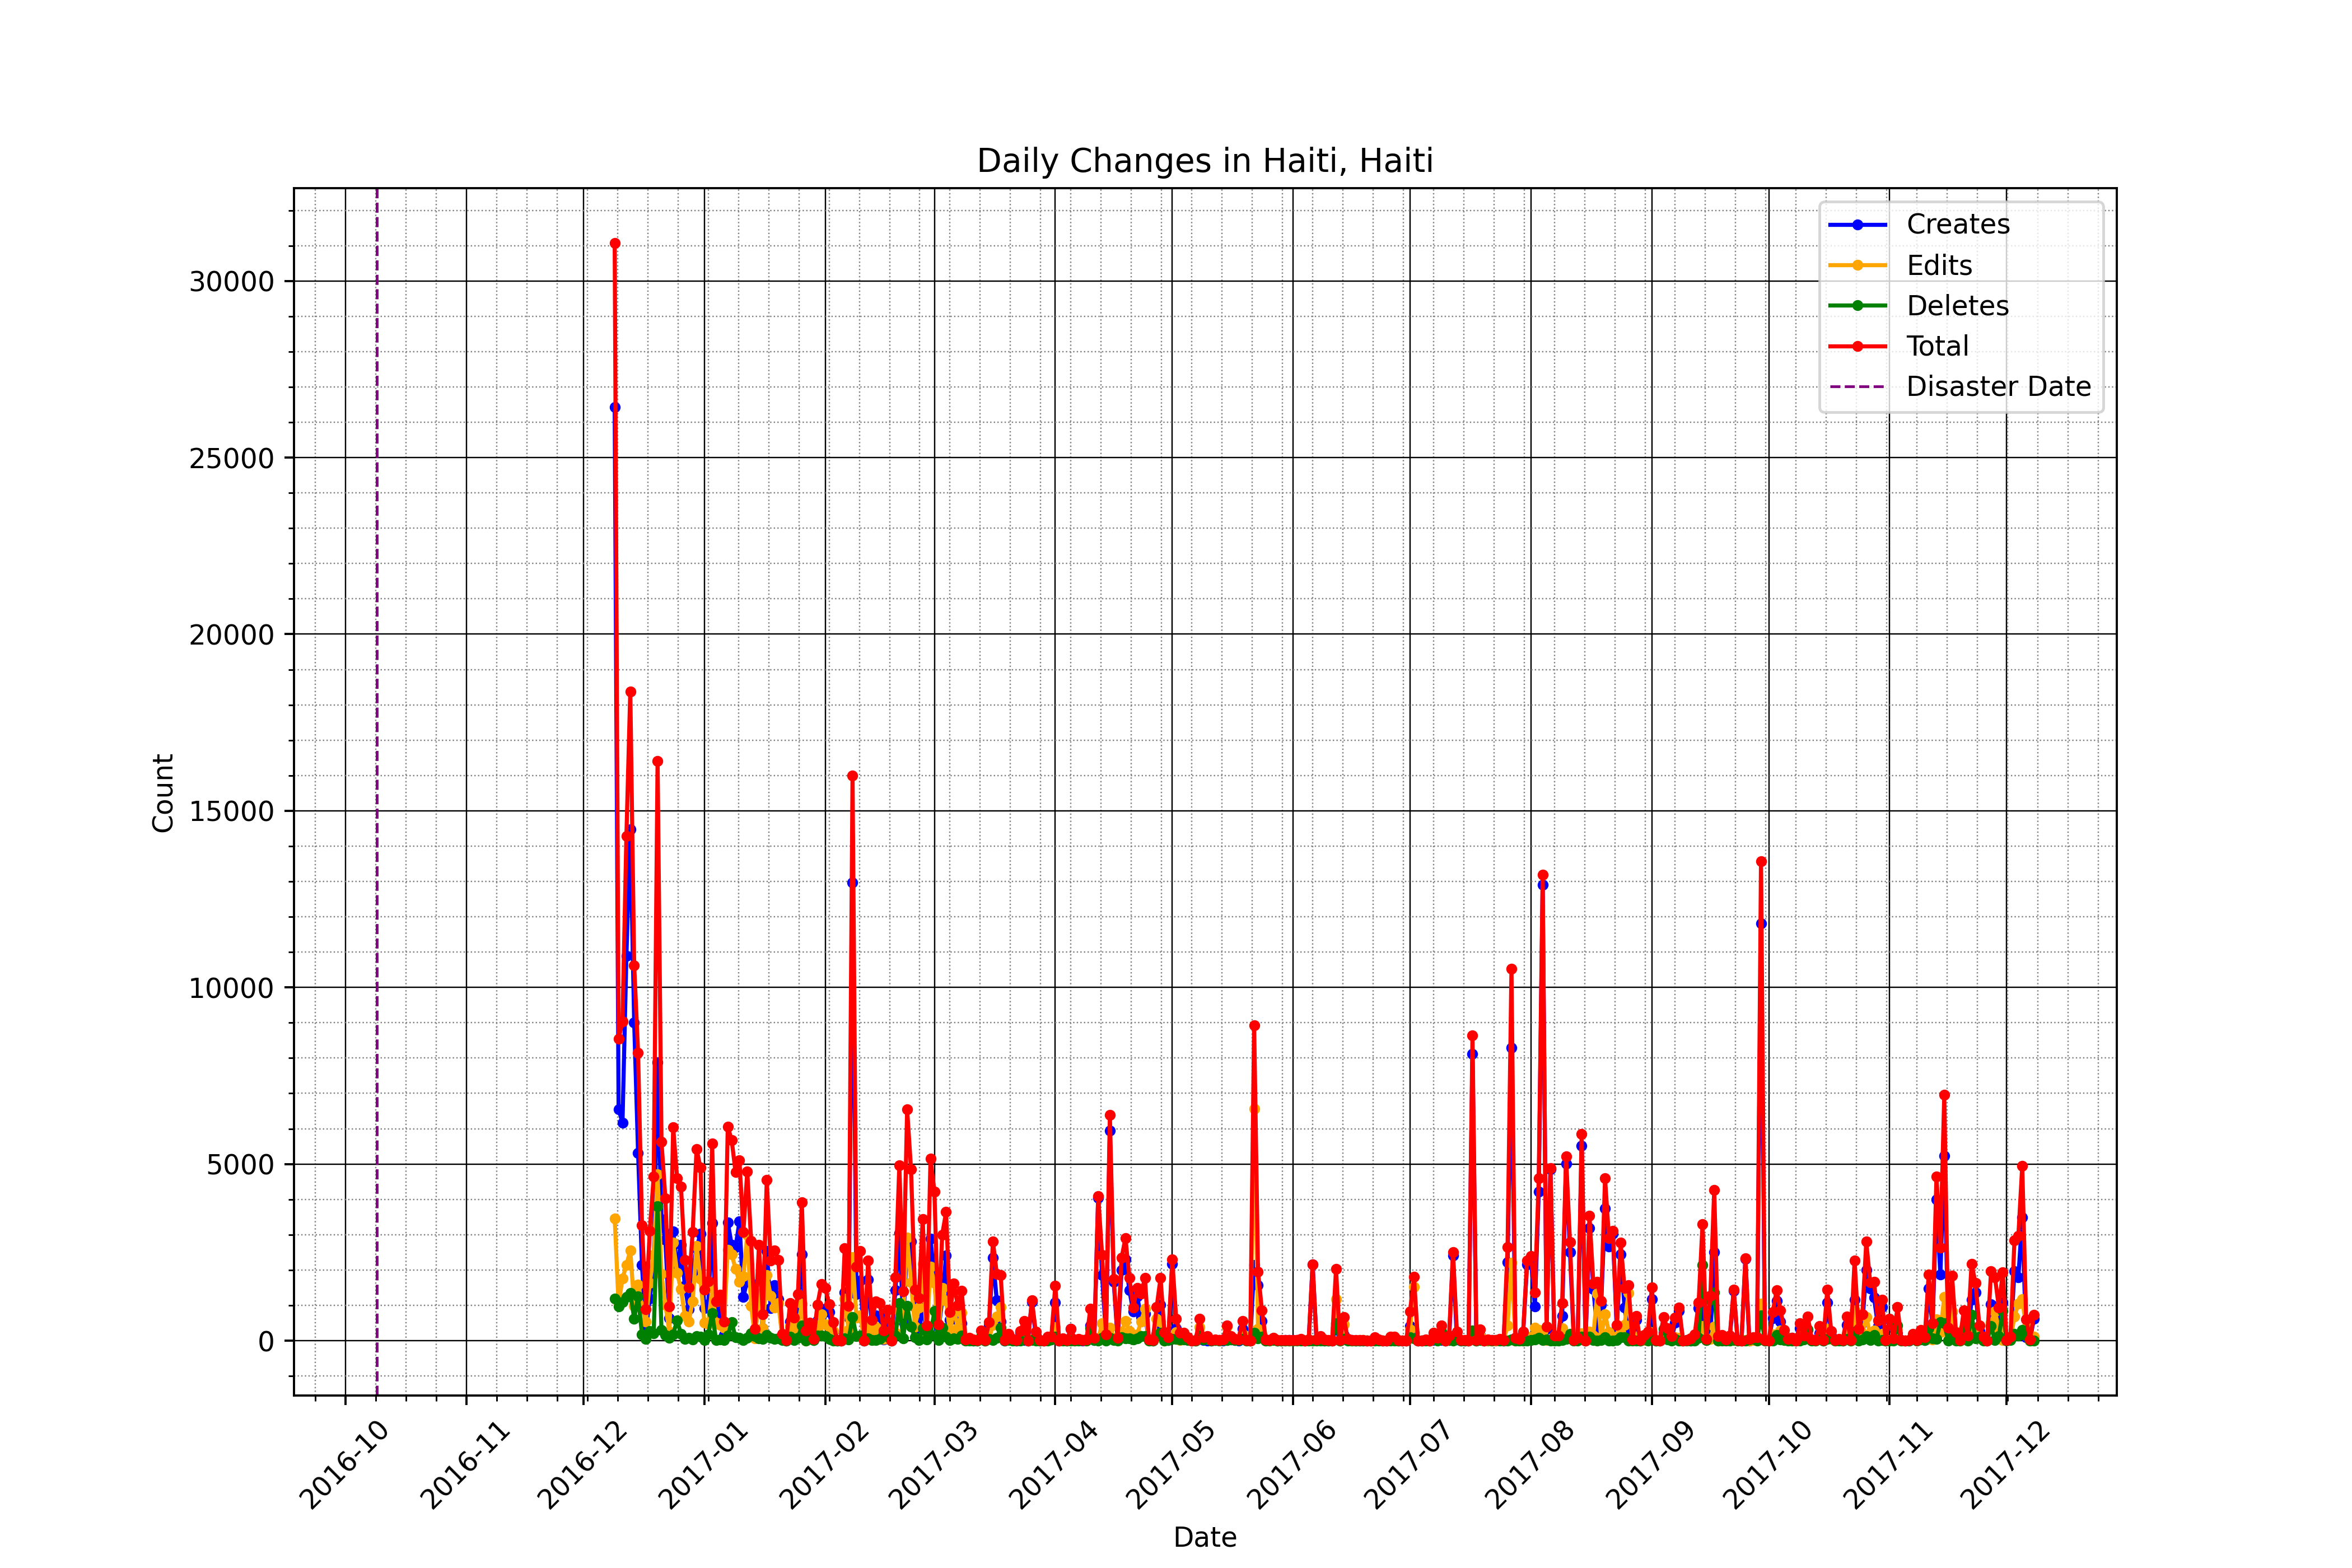 Daily Changes in Haiti, Haiti
Creates
Edits
Deletes
Total
Disaster Date
Count
30000
25000
20000
15000
10000
5000
0
2016-10
2016-11
2016-12
2017-01
2017-02
2017-03
2017-04
2017-05
2017-06
2017-07
2017-08
2017-09
2017-10
2017-11
2017-12
Date